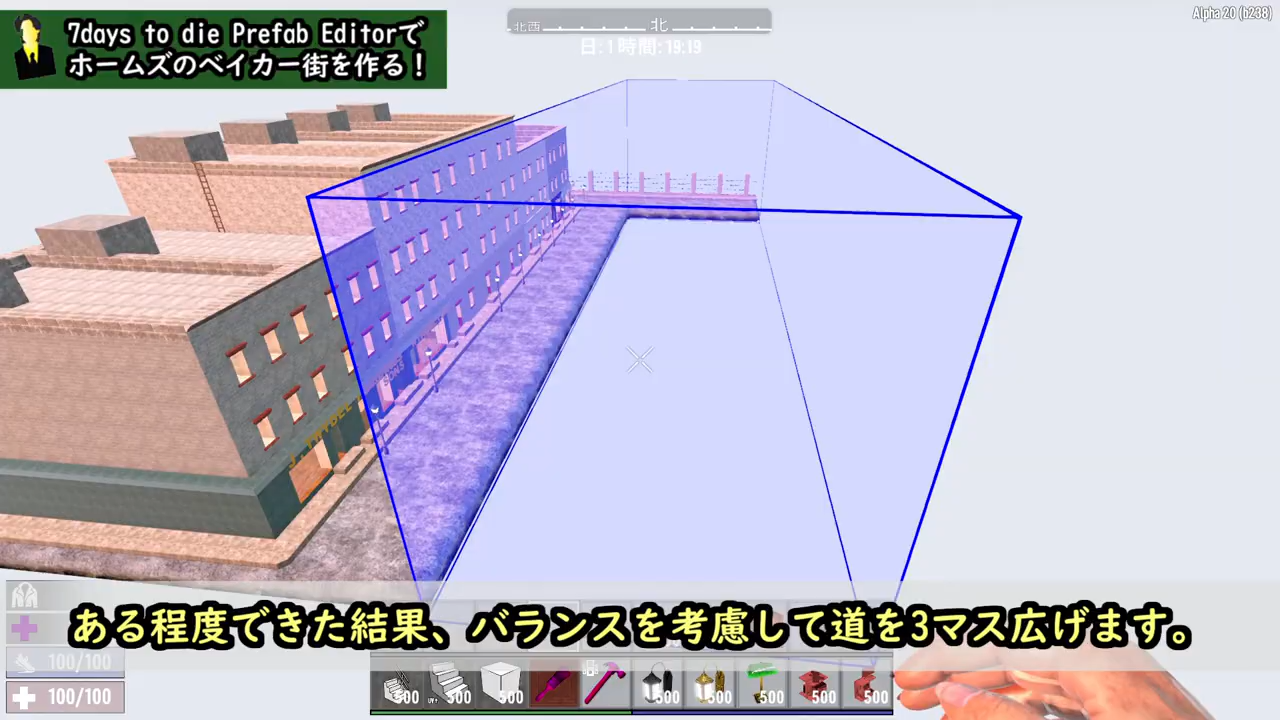 7days to die Prefab Editorで
ホームズのベイカー街を作る！
北西
北
日:1 時間:19:19
Alpha 20 (b238)
SONS
ある程度できた結果、バランスを考慮して道を3マス広げます。
100/100
100/100
500
500
500
500
500
500
500
500